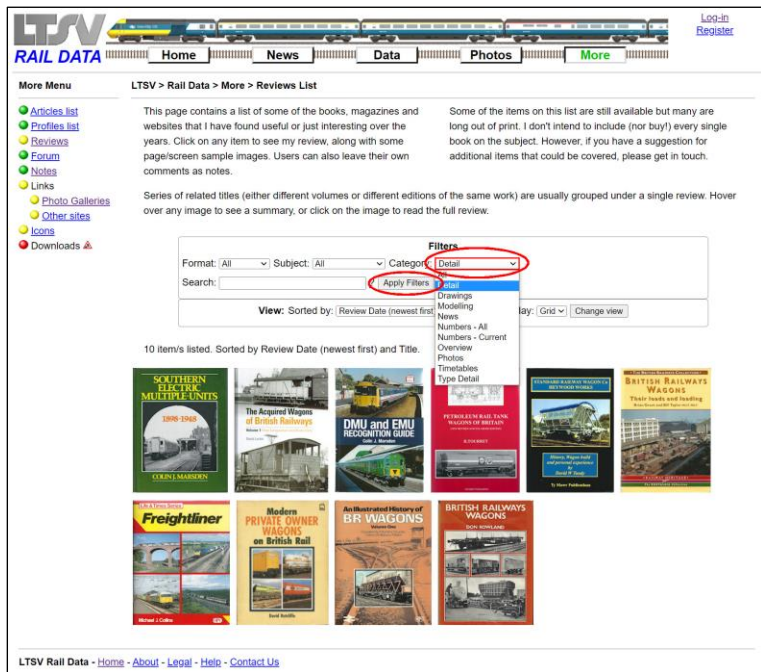 LTSV
RAIL DATA
Home
News
Data
Photos
More
Log-in
Register
More Menu
Articles list
Profiles list
Reviews
Forum
Notes
Links
Photo Galleries
Other sites
Icons
Downloads
LTSV > Rail Data > More > Reviews List
This page contains a list of some of the books, magazines and
websites that I have found useful or just interesting over the
years. Click on any item to see my review, along with some
page/screen sample images. Users can also leave their own
comments as notes.
Some of the items on this list are still available but many are
long out of print. I don't intend to include (nor buy!) every single
book on the subject. However, if you have a suggestion for
additional items that could be covered, please get in touch.
Series of related titles (either different volumes or different editions
of the same work) are usually grouped under a single review. Hover
over any image to see a summary, or click on the image to read the
full review.
Filters
Format: All Subject: All Category: Detail
Search: Apply Filters
All
Detail
Drawings
Modelling
News
Numbers - All
Numbers - Current
Overview
Photos
Timetables
Type Detail
View: Sorted by: Review Date (newest first Grid Change view
10 item/s listed. Sorted by Review Date (newest first) and Title.
SOUTHERN
ELECTRIC
MULTIPLE-UNITS
1898-1948
COLIN J. MARSDEN
The Acquired Wagons
of British Railways
DMU and EMU
RECOGNITION GUIDE
Colin J. Marsden
PETROLEUM RAIL TANK
WAGONS OF BRITAIN
R. TOURRET
STANDARD RAILWAY WAGON Co
HEYWOOD WORKS
History, Wagon build
and personal experience
by
David W Tandy
BRITISH RAILWAYS
WAGONS
Their loads and loading
Freightliner
Michael J Collins
Modern
PRIVATE OWNER
WAGONS
on British Rail
David Ratcliffe
An Illustrated History of
BR WAGONS
Volume One
BRITISH RAILWAYS
WAGONS
DON ROWLAND
LTSV Rail Data - Home - About - Legal - Help - Contact Us